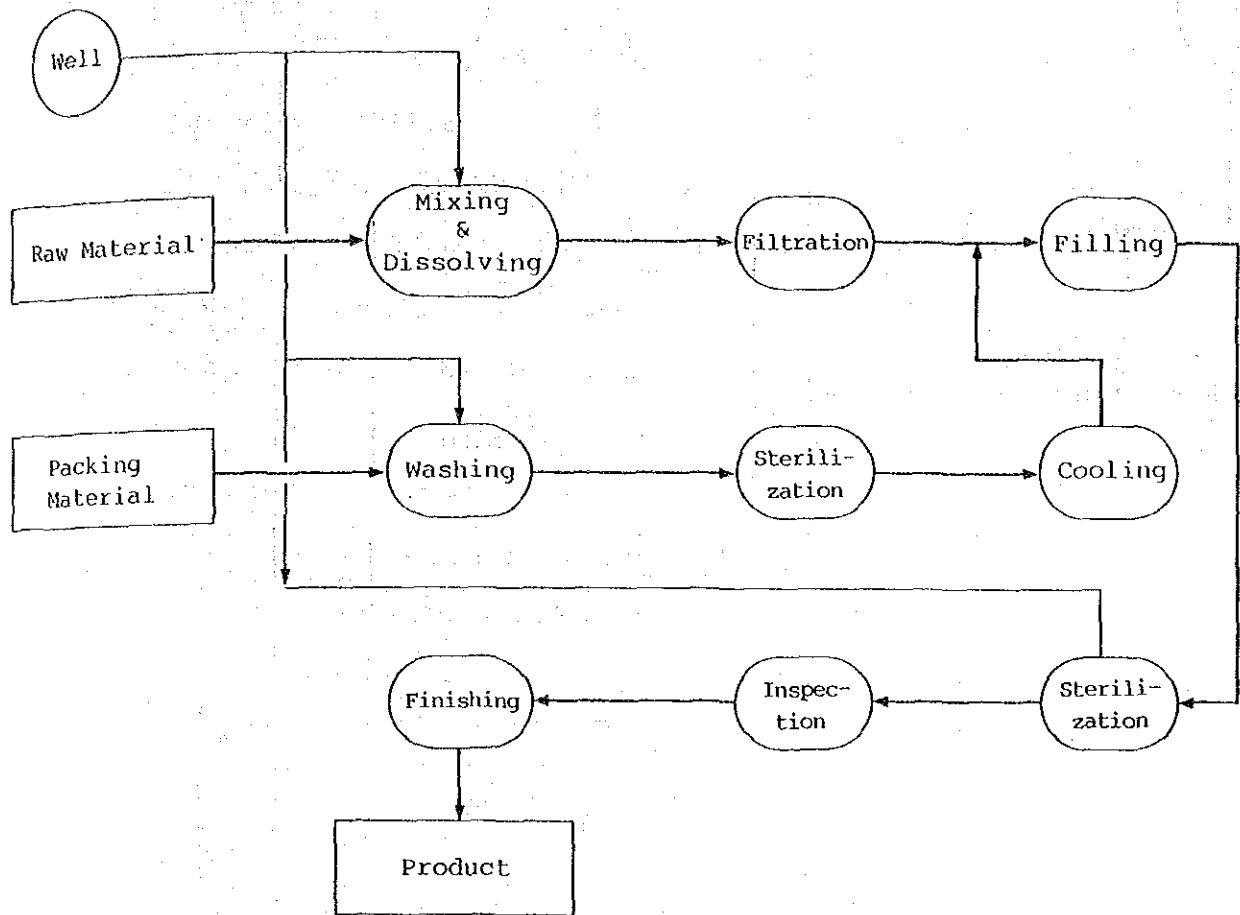 Well
Raw Material
Mixing
&
Dissolving
Filtration
Filling
Packing
Material
Washing
Sterili-
zation
Cooling
Finishing
Inspec-
tion
Sterili-
zation
Product